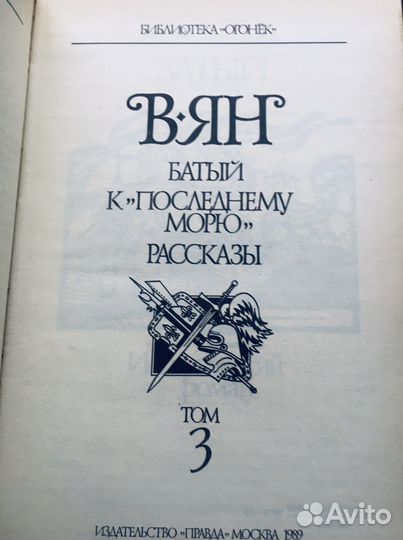 БИБЛИОТЕКА "ОГОНЁК"
В·ЯН
БАТЫЙ
К "ПОСЛЕДНЕМУ
МОРЮ"
РАССКАЗЫ
ТОМ
3
ИЗДАТЕЛЬСТВО "ПРАВДА" МОСКВА 1989
Avito